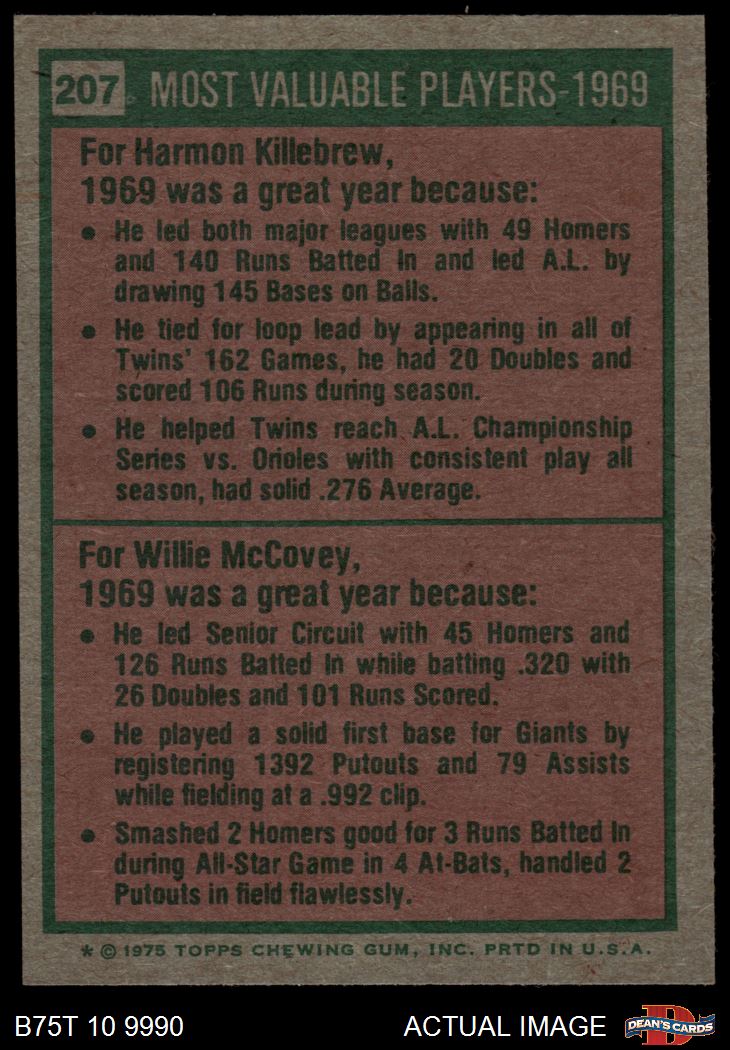 207 MOST VALUABLE PLAYERS-1969
For Harmon Killebrew,
1969 was a great year because:
• He led both major leagues with 49 Homers
and 140 Runs Batted In and led A.L. by
drawing 145 Bases on Balls.
• He tied for loop lead by appearing in all of
Twins' 162 Games, he had 20 Doubles and
scored 106 Runs during season.
• He helped Twins reach A.L. Championship
Series vs. Orioles with consistent play all
season, had solid .276 Average.
For Willie McCovey,
1969 was a great year because:
• He led Senior Circuit with 45 Homers and
126 Runs Batted In while batting .320 with
26 Doubles and 101 Runs Scored.
• He played a solid first base for Giants by
registering 1392 Putouts and 79 Assists
while fielding at a .992 clip.
• Smashed 2 Homers good for 3 Runs Batted In
during All-Star Game in 4 At-Bats, handled 2
Putouts in field flawlessly.
* © 1975 TOPPS CHEWING GUM, INC. PRTD IN U.S.A.
B75T 10 9990 ACTUAL IMAGE D DEAN'S CARDS